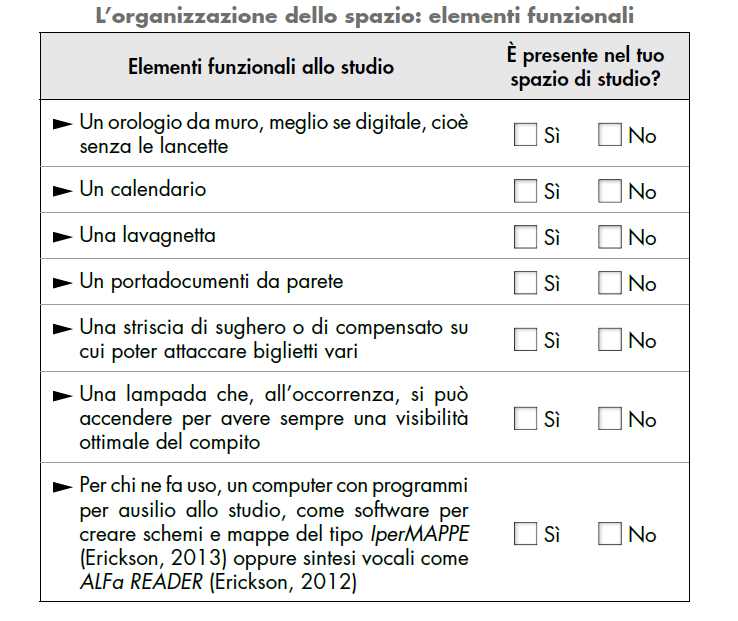 L'organizzazione dello spazio: elementi funzionali
Elementi funzionali allo studio
È presente nel tuo
spazio di studio?
► Un orologio da muro, meglio se digitale, cioè
senza le lancette
Sì No
► Un calendario
Sì No
► Una lavagnetta
Sì No
► Un portadocumenti da parete
Sì No
► Una striscia di sughero o di compensato su
cui poter attaccare biglietti vari
Sì No
► Una lampada che, all'occorrenza, si può
accendere per avere sempre una visibilità
ottimale del compito
Sì No
► Per chi ne fa uso, un computer con programmi
per ausilio allo studio, come software per
creare schemi e mappe del tipo IperMAPPE
(Erickson, 2013) oppure sintesi vocali come
ALFa READER (Erickson, 2012)
Sì No